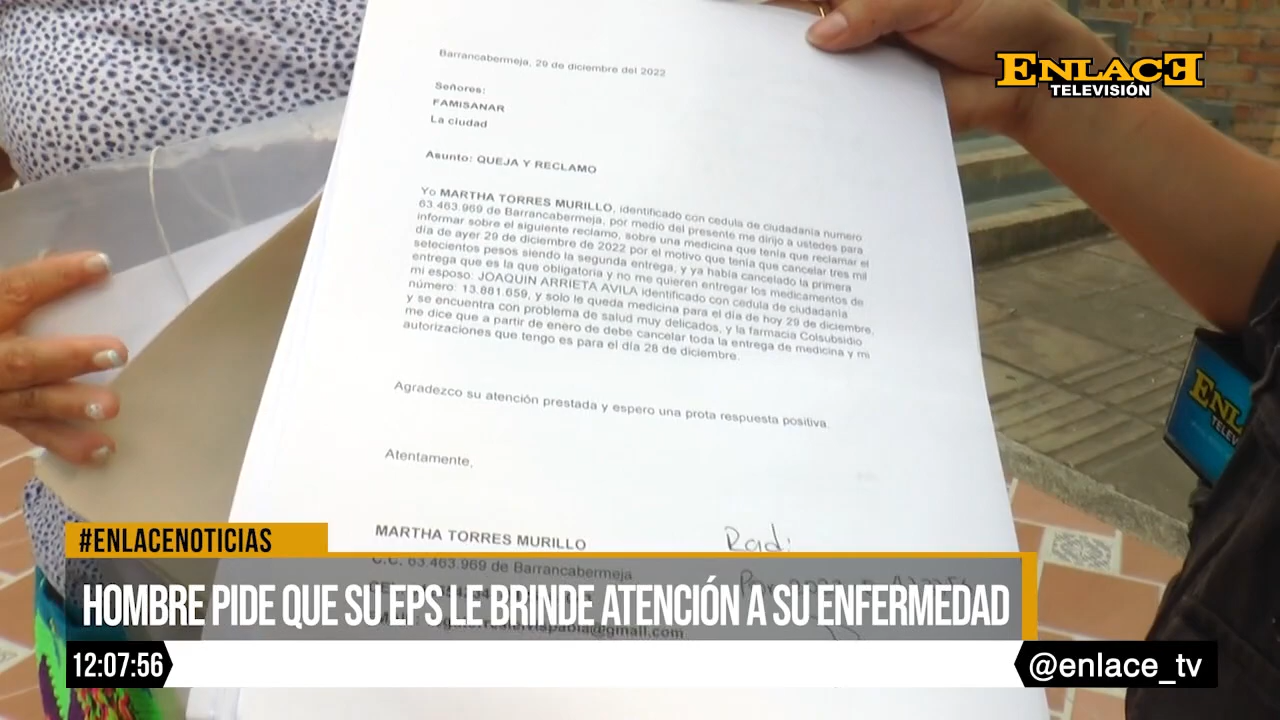 ENLACE
TELEVISIÓN
Barrancabermeja, 29 de diciembre del 2022
Señores:
FAMISANAR
La ciudad
Asunto: QUEJA Y RECLAMO
Yo MARTHA TORRES MURILLO, identificado con cedula de ciudadania numero
63.463.969 de Barrancabermeja, por medio del presente me dirijo a ustedes para
informar sobre el siguiente reclamo, sobre una medicina que tenía que reclamar el
día de ayer 29 de diciembre de 2022 por el motivo que tenía que cancelar tres mil
setecientos pesos siendo la segunda entrega, y ya había cancelado la primera
entrega que es la que obligatoria y no me quieren entregar los medicamentos de
mi esposo: JOAQUIN ARRIETA AVILA identificado con cedula de ciudadania
número: 13.881.659, y solo le queda medicina para el día de hoy 29 de diciembre,
y se encuentra con problema de salud muy delicados, y la farmacia Colsubsidio
me dice que a partir de enero de debe cancelar toda la entrega de medicina y mi
autorizaciones que tengo es para el día 28 de diciembre.
Agradezco su atención prestada y espero una prota respuesta positiva.
Atentamente,
MARTHA TORRES MURILLO
Rad:
C.C. 63.463.969 de Barrancabermeja
@gmail.com
#ENLACENOTICIAS
HOMBRE PIDE QUE SU EPS LE BRINDE ATENCIÓN A SU ENFERMEDAD
12:07:56
@enlace_tv